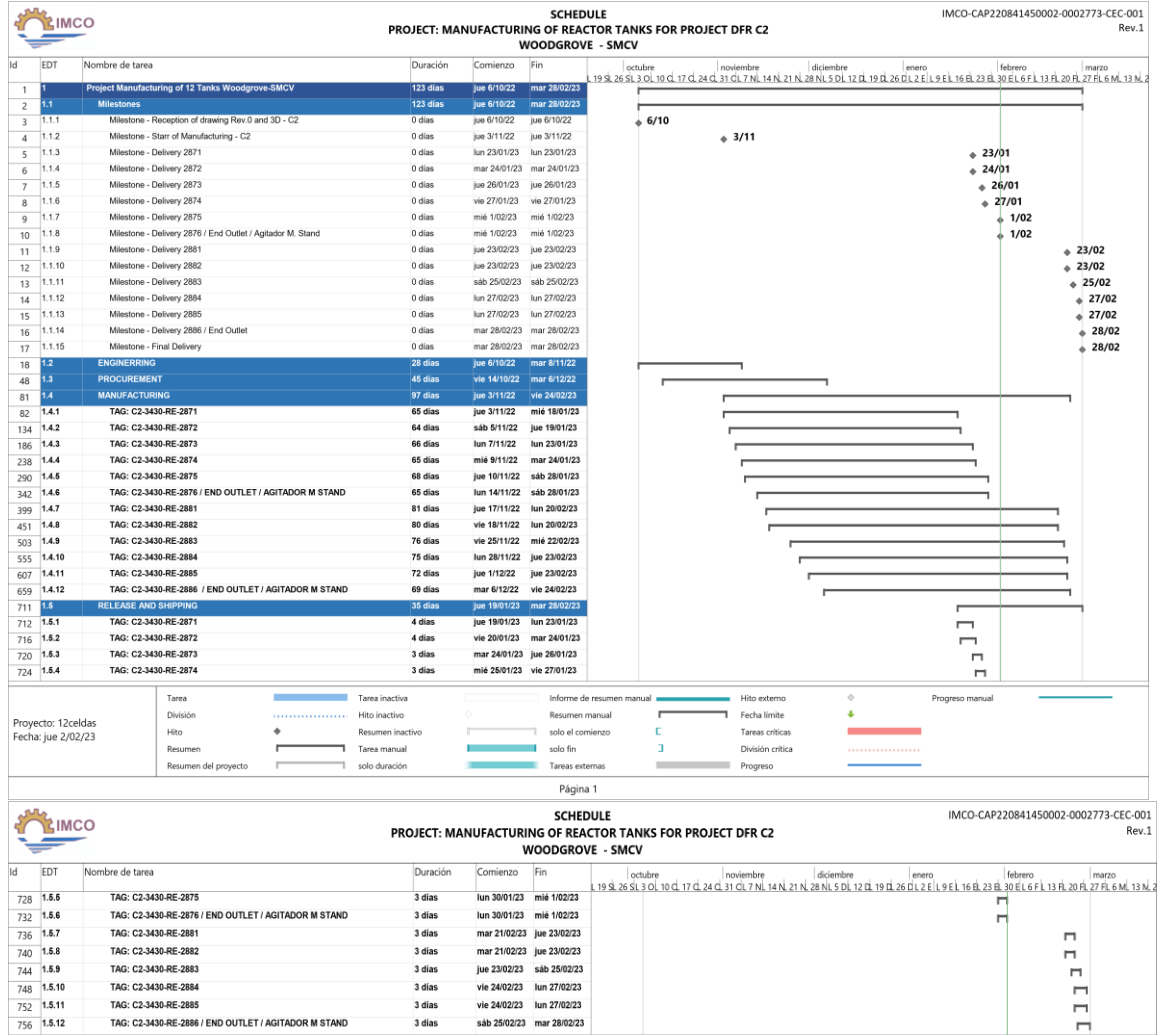 IMCO
SCHEDULE
PROJECT: MANUFACTURING OF REACTOR TANKS FOR PROJECT DFR C2
WOODGROVE - SMCV
IMCO-CAP220841450002-0002773-CEC-001
Rev.1
Id EDT Nombre de tarea Duración Comienzo Fin
octubre noviembre diciembre enero febrero marzo
1 1 Project Manufacturing of 12 Tanks Woodgrove-SMCV 123 días jue 6/10/22 mar 28/02/23
2 1.1 Milestones 123 días jue 6/10/22 mar 28/02/23
3 1.1.1 Milestone - Reception of drawing Rev.0 and 3D - C2 0 días jue 6/10/22 jue 6/10/22 6/10
4 1.1.2 Milestone - Starr of Manufacturing - C2 0 días jue 3/11/22 jue 3/11/22 3/11
5 1.1.3 Milestone - Delivery 2871 0 días lun 23/01/23 lun 23/01/23 23/01
6 1.1.4 Milestone - Delivery 2872 0 días mar 24/01/23 mar 24/01/23 24/01
7 1.1.5 Milestone - Delivery 2873 0 días jue 26/01/23 jue 26/01/23 26/01
8 1.1.6 Milestone - Delivery 2874 0 días vie 27/01/23 vie 27/01/23 27/01
9 1.1.7 Milestone - Delivery 2875 0 días mié 1/02/23 mié 1/02/23 1/02
10 1.1.8 Milestone - Delivery 2876 / End Outlet / Agitador M. Stand 0 días mié 1/02/23 mié 1/02/23 1/02
11 1.1.9 Milestone - Delivery 2881 0 días jue 23/02/23 jue 23/02/23 23/02
12 1.1.10 Milestone - Delivery 2882 0 días jue 23/02/23 jue 23/02/23 23/02
13 1.1.11 Milestone - Delivery 2883 0 días sáb 25/02/23 sáb 25/02/23 25/02
14 1.1.12 Milestone - Delivery 2884 0 días lun 27/02/23 lun 27/02/23 27/02
15 1.1.13 Milestone - Delivery 2885 0 días lun 27/02/23 lun 27/02/23 27/02
16 1.1.14 Milestone - Delivery 2886 / End Outlet 0 días mar 28/02/23 mar 28/02/23 28/02
17 1.1.15 Milestone - Final Delivery 0 días mar 28/02/23 mar 28/02/23 28/02
18 1.2 ENGINERRING 28 días jue 6/10/22 mar 8/11/22
48 1.3 PROCUREMENT 45 días vie 14/10/22 mar 6/12/22
81 1.4 MANUFACTURING 97 días jue 3/11/22 vie 24/02/23
82 1.4.1 TAG: C2-3430-RE-2871 65 días jue 3/11/22 mié 18/01/23
134 1.4.2 TAG: C2-3430-RE-2872 64 días sáb 5/11/22 jue 19/01/23
186 1.4.3 TAG: C2-3430-RE-2873 66 días lun 7/11/22 lun 23/01/23
238 1.4.4 TAG: C2-3430-RE-2874 65 días mié 9/11/22 mar 24/01/23
290 1.4.5 TAG: C2-3430-RE-2875 68 días jue 10/11/22 sáb 28/01/23
342 1.4.6 TAG: C2-3430-RE-2876 / END OUTLET / AGITADOR M STAND 65 días lun 14/11/22 sáb 28/01/23
399 1.4.7 TAG: C2-3430-RE-2881 81 días jue 17/11/22 lun 20/02/23
451 1.4.8 TAG: C2-3430-RE-2882 80 días vie 18/11/22 lun 20/02/23
503 1.4.9 TAG: C2-3430-RE-2883 76 días vie 25/11/22 mié 22/02/23
555 1.4.10 TAG: C2-3430-RE-2884 75 días lun 28/11/22 jue 23/02/23
607 1.4.11 TAG: C2-3430-RE-2885 72 días jue 1/12/22 jue 23/02/23
659 1.4.12 TAG: C2-3430-RE-2886 / END OUTLET / AGITADOR M STAND 69 días mar 6/12/22 vie 24/02/23
711 1.5 RELEASE AND SHIPPING 35 días jue 19/01/23 mar 28/02/23
712 1.5.1 TAG: C2-3430-RE-2871 4 días jue 19/01/23 lun 23/01/23
716 1.5.2 TAG: C2-3430-RE-2872 4 días vie 20/01/23 mar 24/01/23
720 1.5.3 TAG: C2-3430-RE-2873 3 días mar 24/01/23 jue 26/01/23
724 1.5.4 TAG: C2-3430-RE-2874 3 días mié 25/01/23 vie 27/01/23
Proyecto: 12celdas
Fecha: jue 2/02/23
Tarea Tarea inactiva Informe de resumen manual Hito externo Progreso manual
División Hito inactivo Resumen manual Fecha límite
Hito Resumen inactivo solo el comienzo Tareas críticas
Resumen Tarea manual solo fin División crítica
Resumen del proyecto solo duración Tareas externas Progreso
Página 1
IMCO
SCHEDULE
PROJECT: MANUFACTURING OF REACTOR TANKS FOR PROJECT DFR C2
WOODGROVE - SMCV
IMCO-CAP220841450002-0002773-CEC-001
Rev.1
Id EDT Nombre de tarea Duración Comienzo Fin
octubre noviembre diciembre enero febrero marzo
728 1.5.5 TAG: C2-3430-RE-2875 3 días lun 30/01/23 mié 1/02/23
732 1.5.6 TAG: C2-3430-RE-2876 / END OUTLET / AGITADOR M STAND 3 días lun 30/01/23 mié 1/02/23
736 1.5.7 TAG: C2-3430-RE-2881 3 días mar 21/02/23 jue 23/02/23
740 1.5.8 TAG: C2-3430-RE-2882 3 días mar 21/02/23 jue 23/02/23
744 1.5.9 TAG: C2-3430-RE-2883 3 días jue 23/02/23 sáb 25/02/23
748 1.5.10 TAG: C2-3430-RE-2884 3 días vie 24/02/23 lun 27/02/23
752 1.5.11 TAG: C2-3430-RE-2885 3 días vie 24/02/23 lun 27/02/23
756 1.5.12 TAG: C2-3430-RE-2886 / END OUTLET / AGITADOR M STAND 3 días sáb 25/02/23 mar 28/02/23